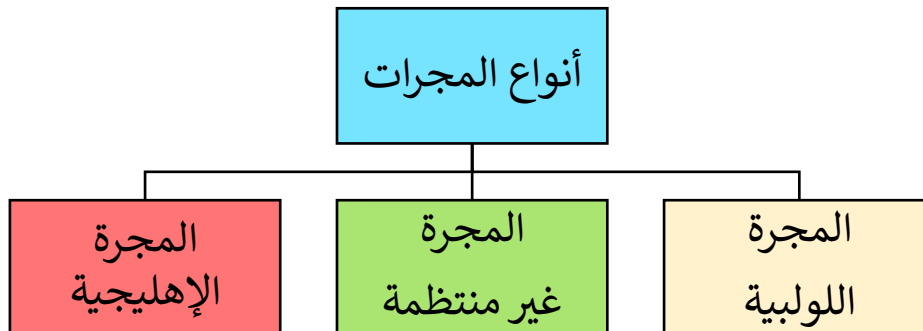 أنواع المجرات
المجرة
اللولبية
المجرة
غير منتظمة
المجرة
الإهليجية